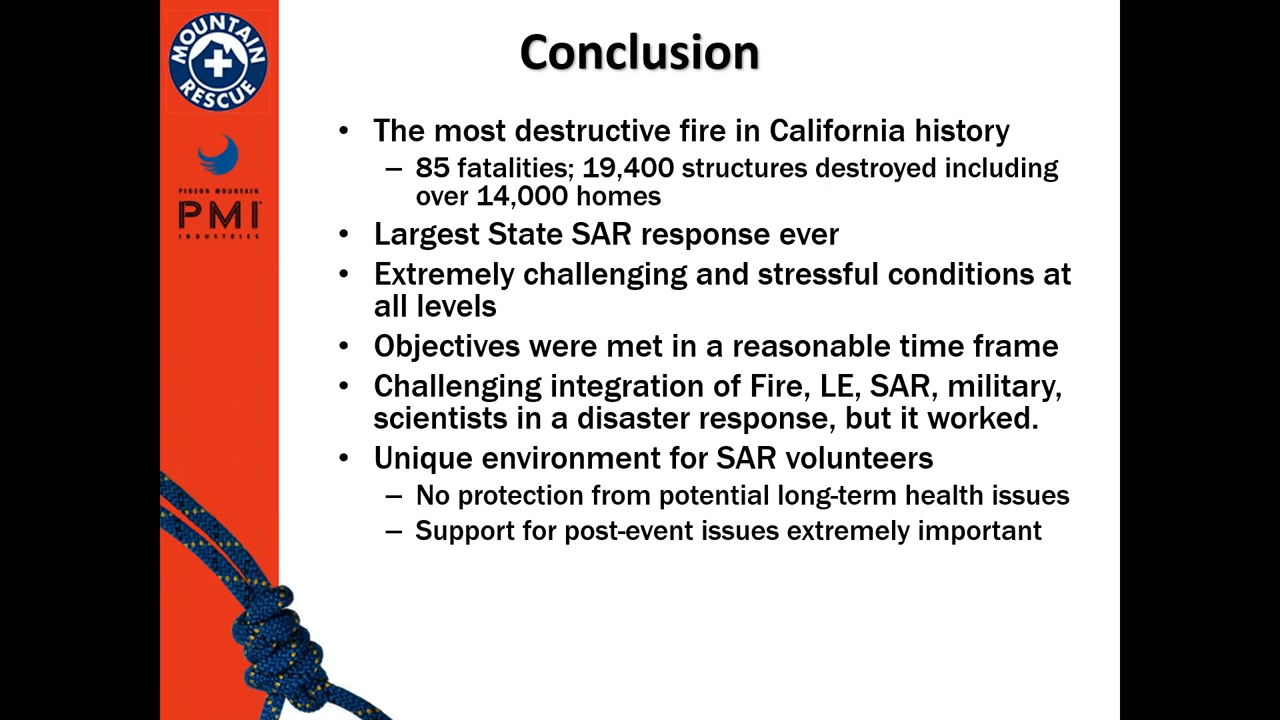 Conclusion
MOUNTAIN
RESCUE
PIGEON MOUNTAIN
PMI
INDUSTRIES
• The most destructive fire in California history
– 85 fatalities; 19,400 structures destroyed including
over 14,000 homes
• Largest State SAR response ever
• Extremely challenging and stressful conditions at
all levels
• Objectives were met in a reasonable time frame
• Challenging integration of Fire, LE, SAR, military,
scientists in a disaster response, but it worked.
• Unique environment for SAR volunteers
– No protection from potential long-term health issues
– Support for post-event issues extremely important